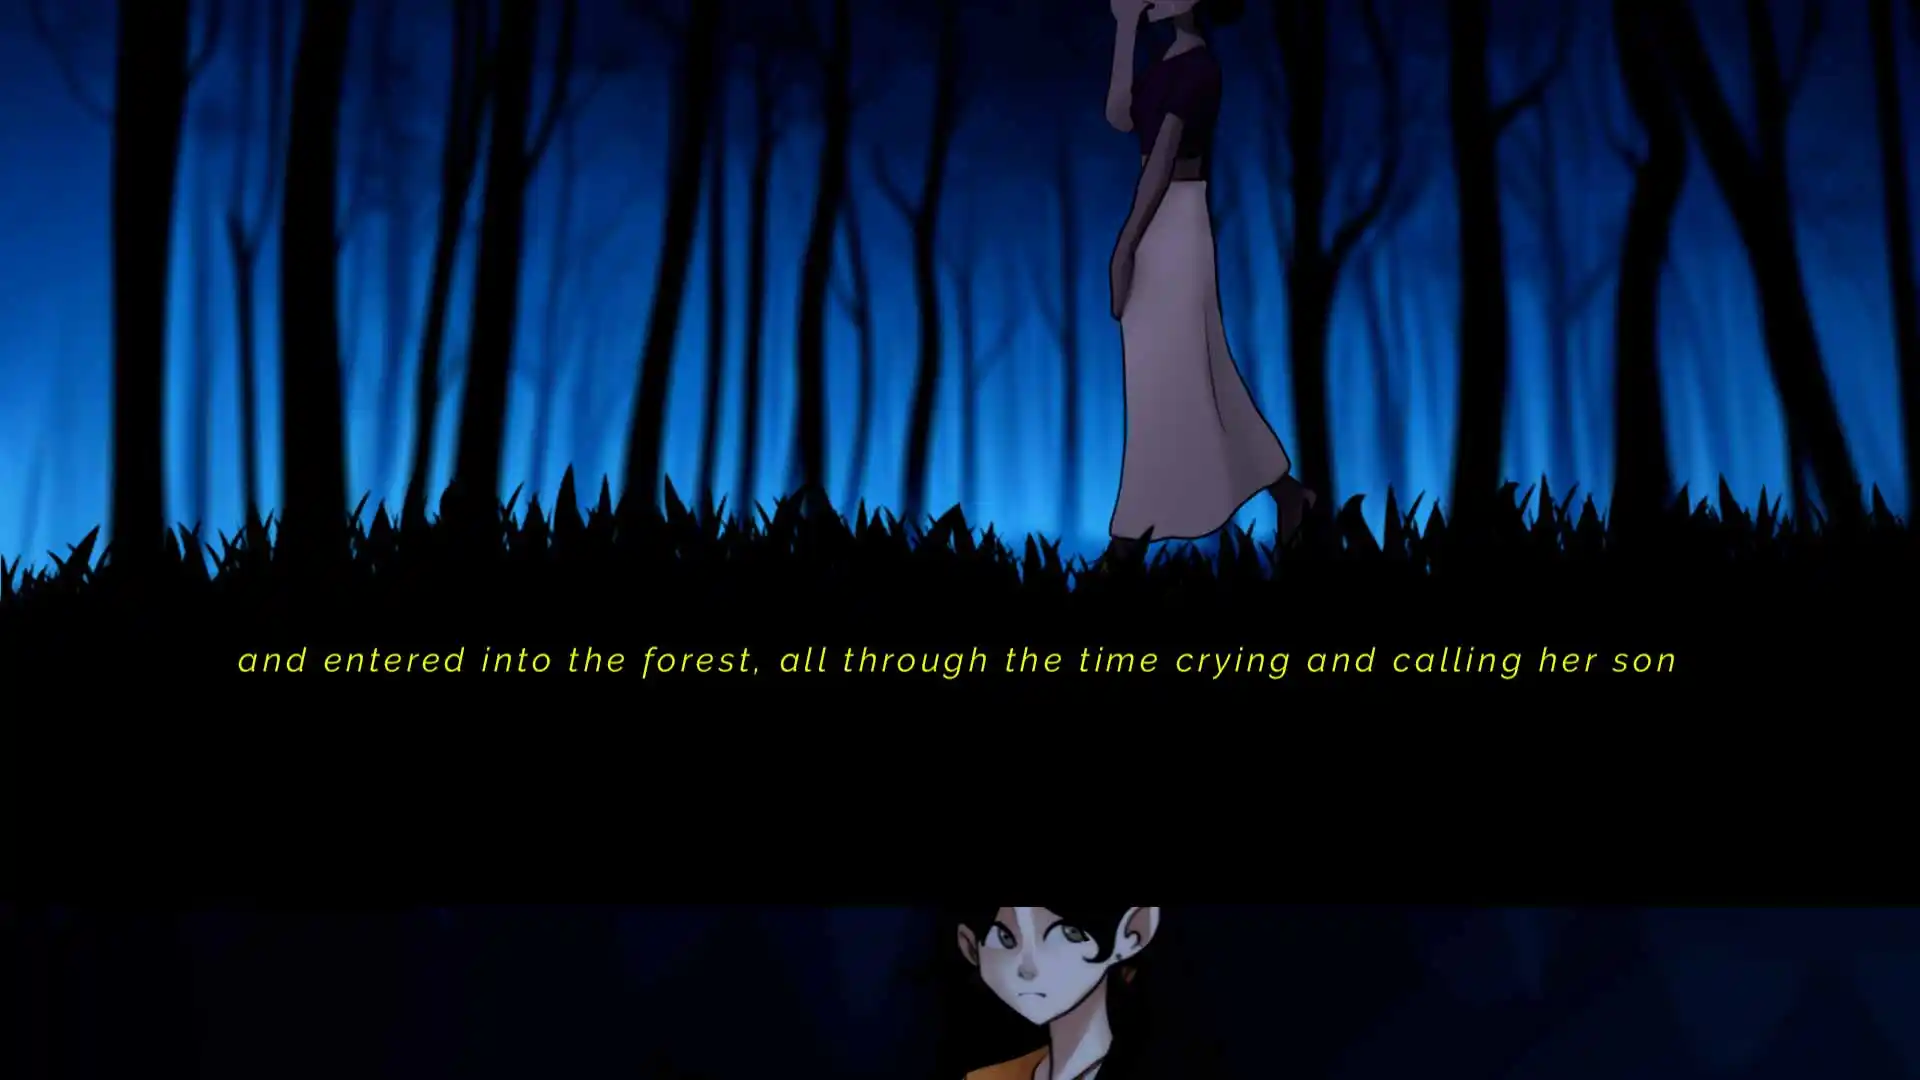 and entered into the forest, all through the time crying and calling her son